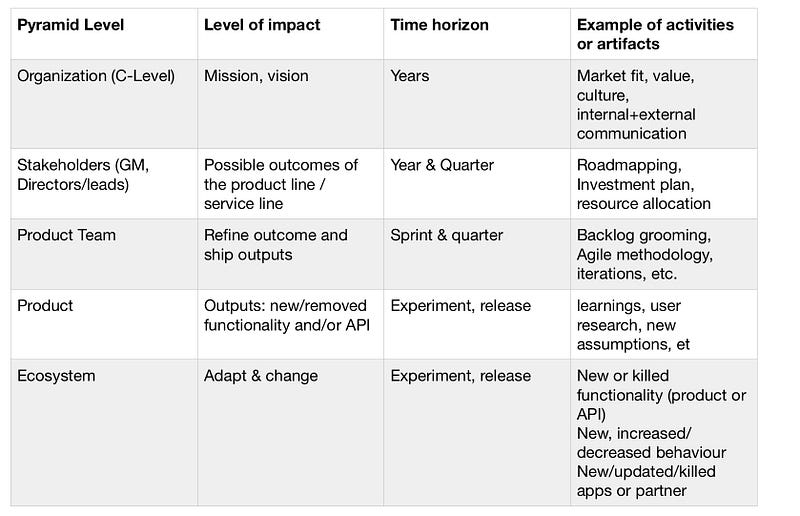 Pyramid Level
Level of impact
Time horizon
Example of activities
or artifacts
Organization (C-Level)
Mission, vision
Years
Market fit, value,
culture,
internal+external
communication
Stakeholders (GM,
Directors/leads)
Possible outcomes of
the product line /
service line
Year & Quarter
Roadmapping,
Investment plan,
resource allocation
Product Team
Refine outcome and
ship outputs
Sprint & quarter
Backlog grooming,
Agile methodology,
iterations, etc.
Product
Outputs: new/removed
functionality and/or API
Experiment, release
learnings, user
research, new
assumptions, et
Ecosystem
Adapt & change
Experiment, release
New or killed
functionality (product or
API)
New, increased/
decreased behaviour
New/updated/killed
apps or partner